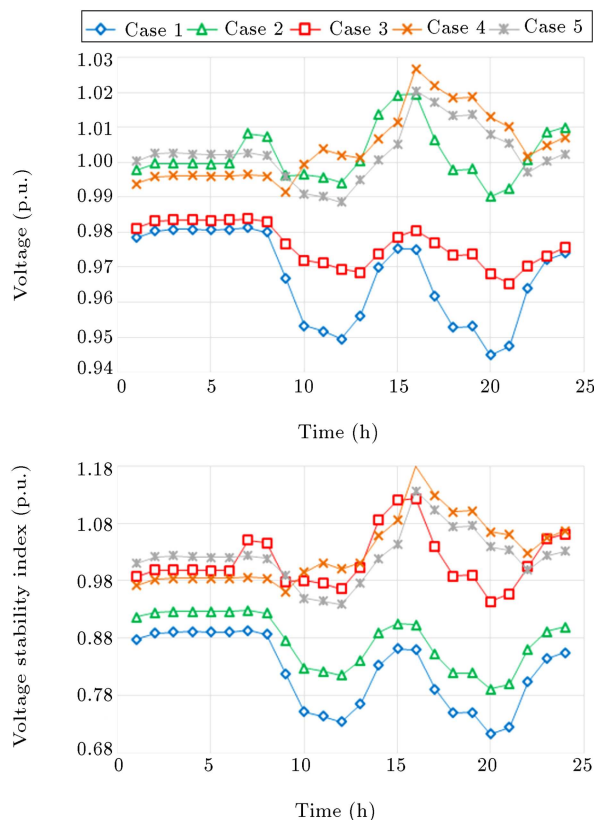 Case 1 Case 2 Case 3 Case 4 Case 5
1.03
1.02
1.01
1.00
0.99
0.98
0.97
0.96
0.95
0.94
Voltage (p.u.)
0 5 10 15 20 25
Time (h)
1.18
1.08
0.98
0.88
0.78
0.68
Voltage stability index (p.u.)
0 5 10 15 20 25
Time (h)